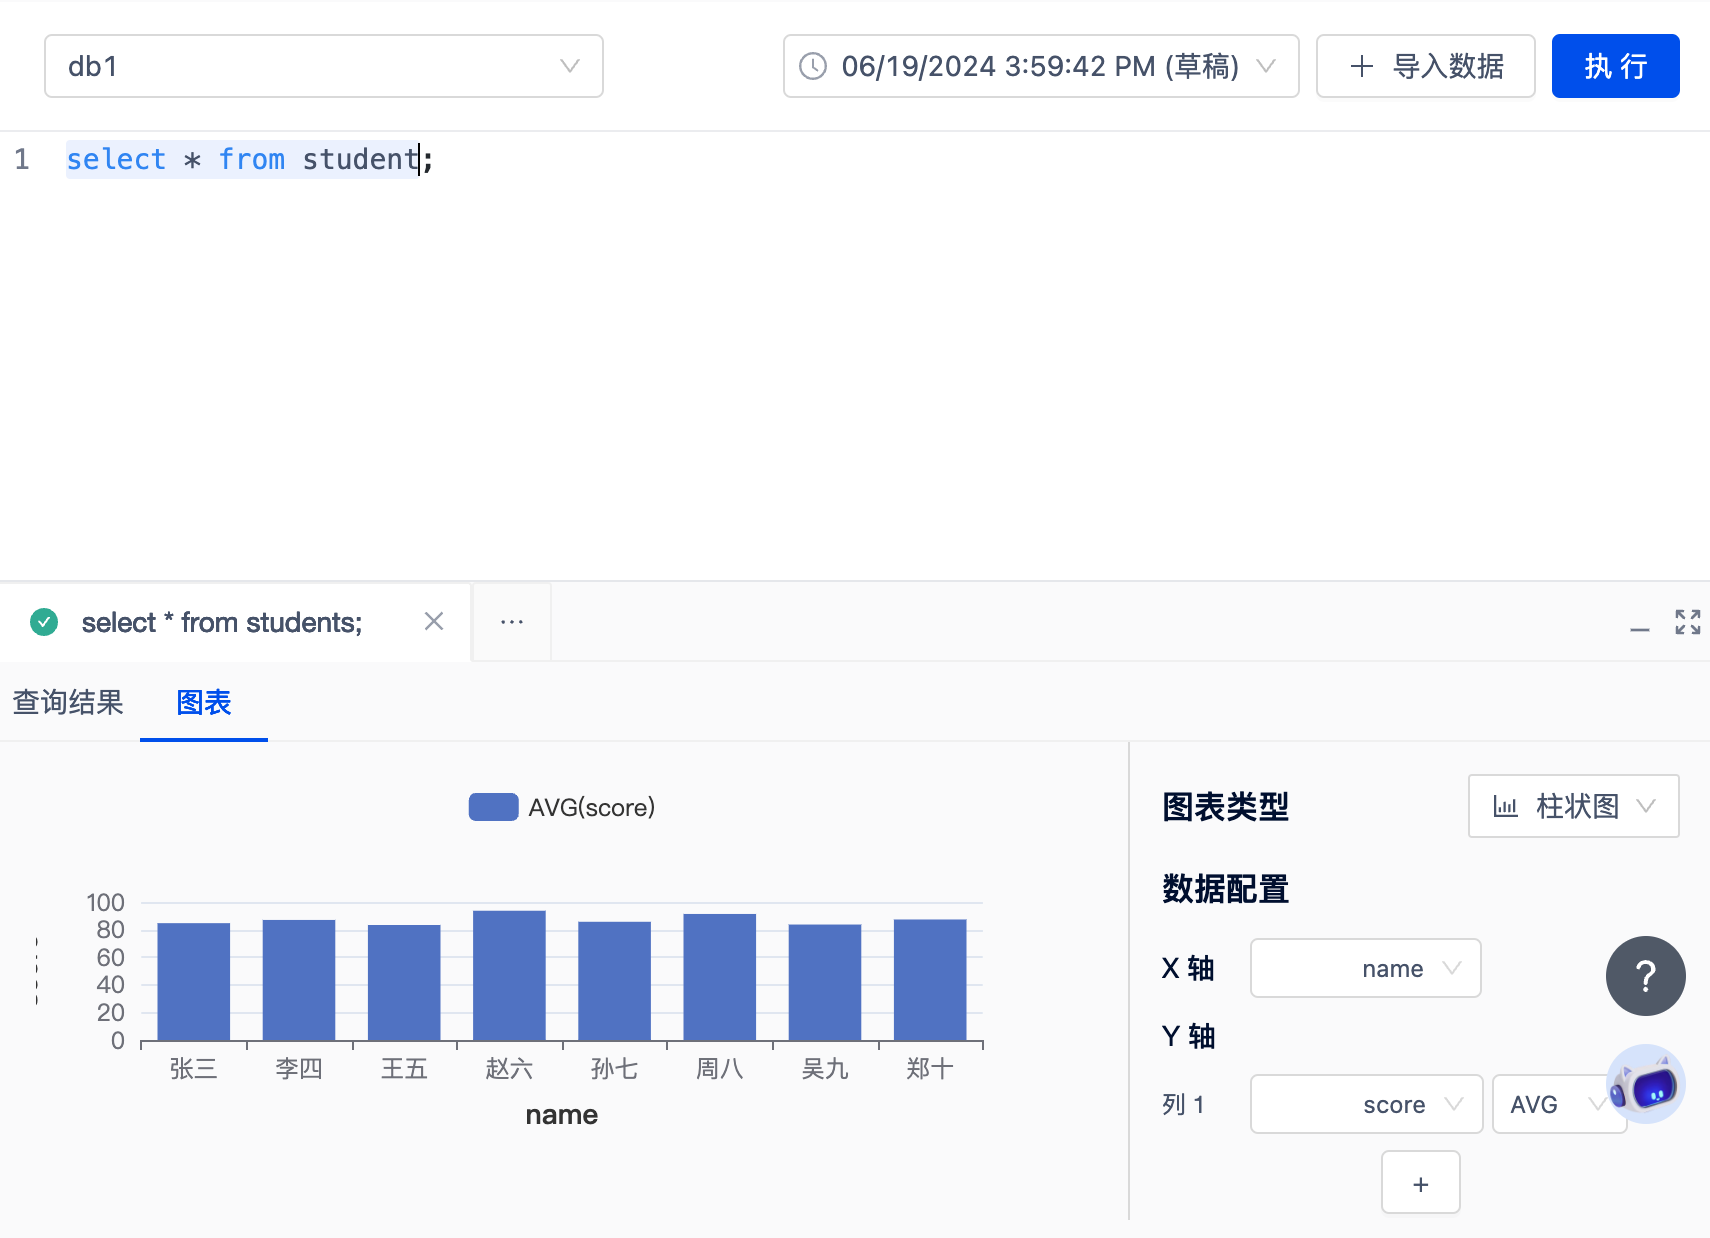 db1
06/19/2024 3:59:42 PM (草稿)
+ 导入数据
执 行
1 select * from student;
select * from students;
···
查询结果
图表
AVG(score)
100
80
60
40
20
0
张三 李四 王五 赵六 孙七 周八 吴九 郑十
name
图表类型
柱状图
数据配置
X 轴
name
?
Y 轴
列 1
score
AVG
+